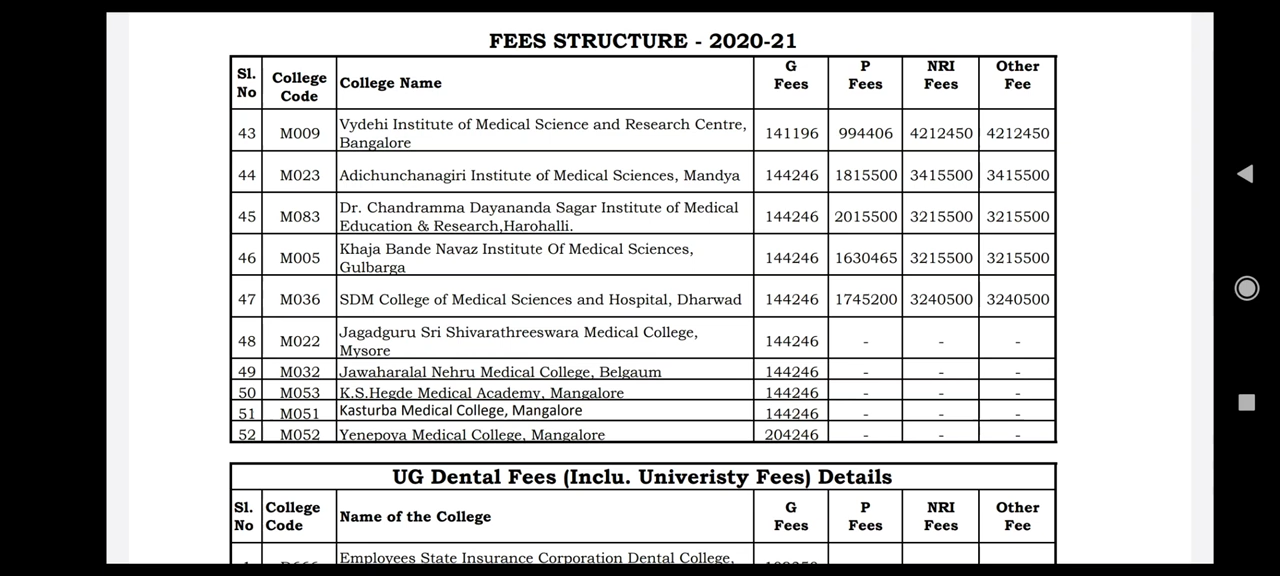 FEES STRUCTURE - 2020-21
Sl. No College Code College Name G Fees P Fees NRI Fees Other Fee
43 M009 Vydehi Institute of Medical Science and Research Centre, Bangalore 141196 994406 4212450 4212450
44 M023 Adichunchanagiri Institute of Medical Sciences, Mandya 144246 1815500 3415500 3415500
45 M083 Dr. Chandramma Dayananda Sagar Institute of Medical Education & Research,Harohalli. 144246 2015500 3215500 3215500
46 M005 Khaja Bande Navaz Institute Of Medical Sciences, Gulbarga 144246 1630465 3215500 3215500
47 M036 SDM College of Medical Sciences and Hospital, Dharwad 144246 1745200 3240500 3240500
48 M022 Jagadguru Sri Shivarathreeswara Medical College, Mysore 144246 - - -
49 M032 Jawaharalal Nehru Medical College, Belgaum 144246 - - -
50 M053 K.S.Hegde Medical Academy, Mangalore 144246 - - -
51 M051 Kasturba Medical College, Mangalore 144246 - - -
52 M052 Yenepoya Medical College, Mangalore 204246 - - -
UG Dental Fees (Inclu. Univeristy Fees) Details
Sl. No College Code Name of the College G Fees P Fees NRI Fees Other Fee
Employees State Insurance Corporation Dental College,